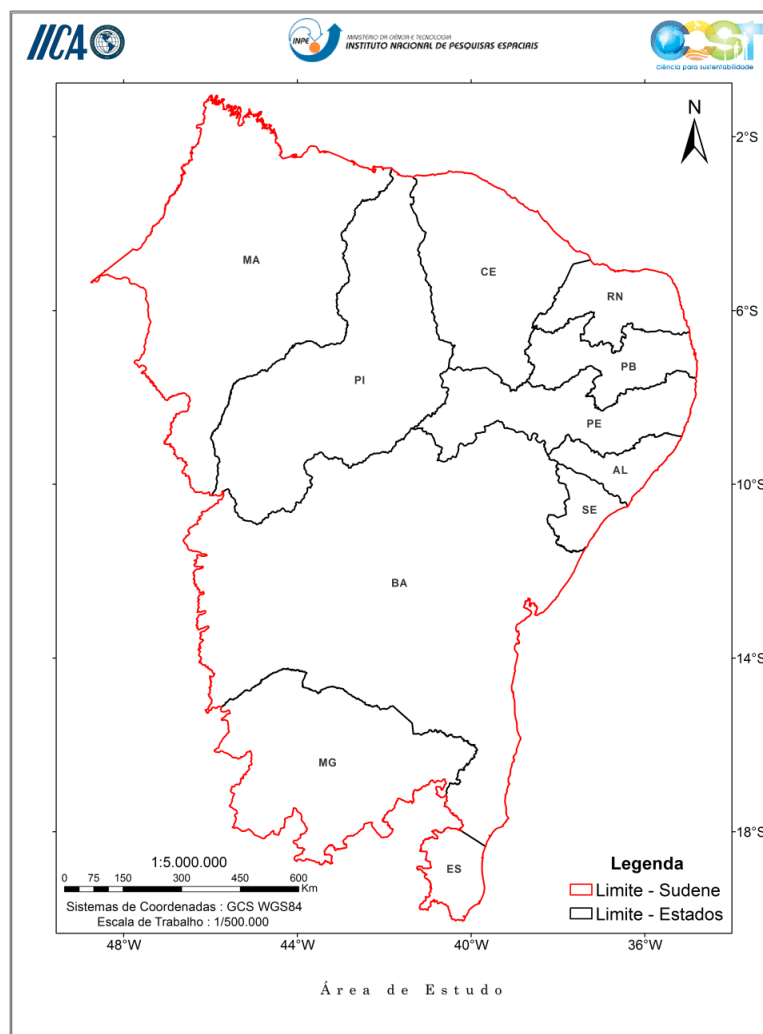 IICA
INPE
MINISTÉRIO DA CIÊNCIA E TECNOLOGIA
INSTITUTO NACIONAL DE PESQUISAS ESPACIAIS
CCST
ciência para sustentabilidade
N
2°S
MA
CE
6°S
RN
PB
PI
PE
AL
10°S
SE
BA
14°S
MG
18°S
ES
1:5.000.000
0 75 150 300 450 600
Km
Sistemas de Coordenadas : GCS WGS84
Escala de Trabalho : 1/500.000
Legenda
Limite - Sudene
Limite - Estados
48°W 44°W 40°W 36°W
Área de Estudo